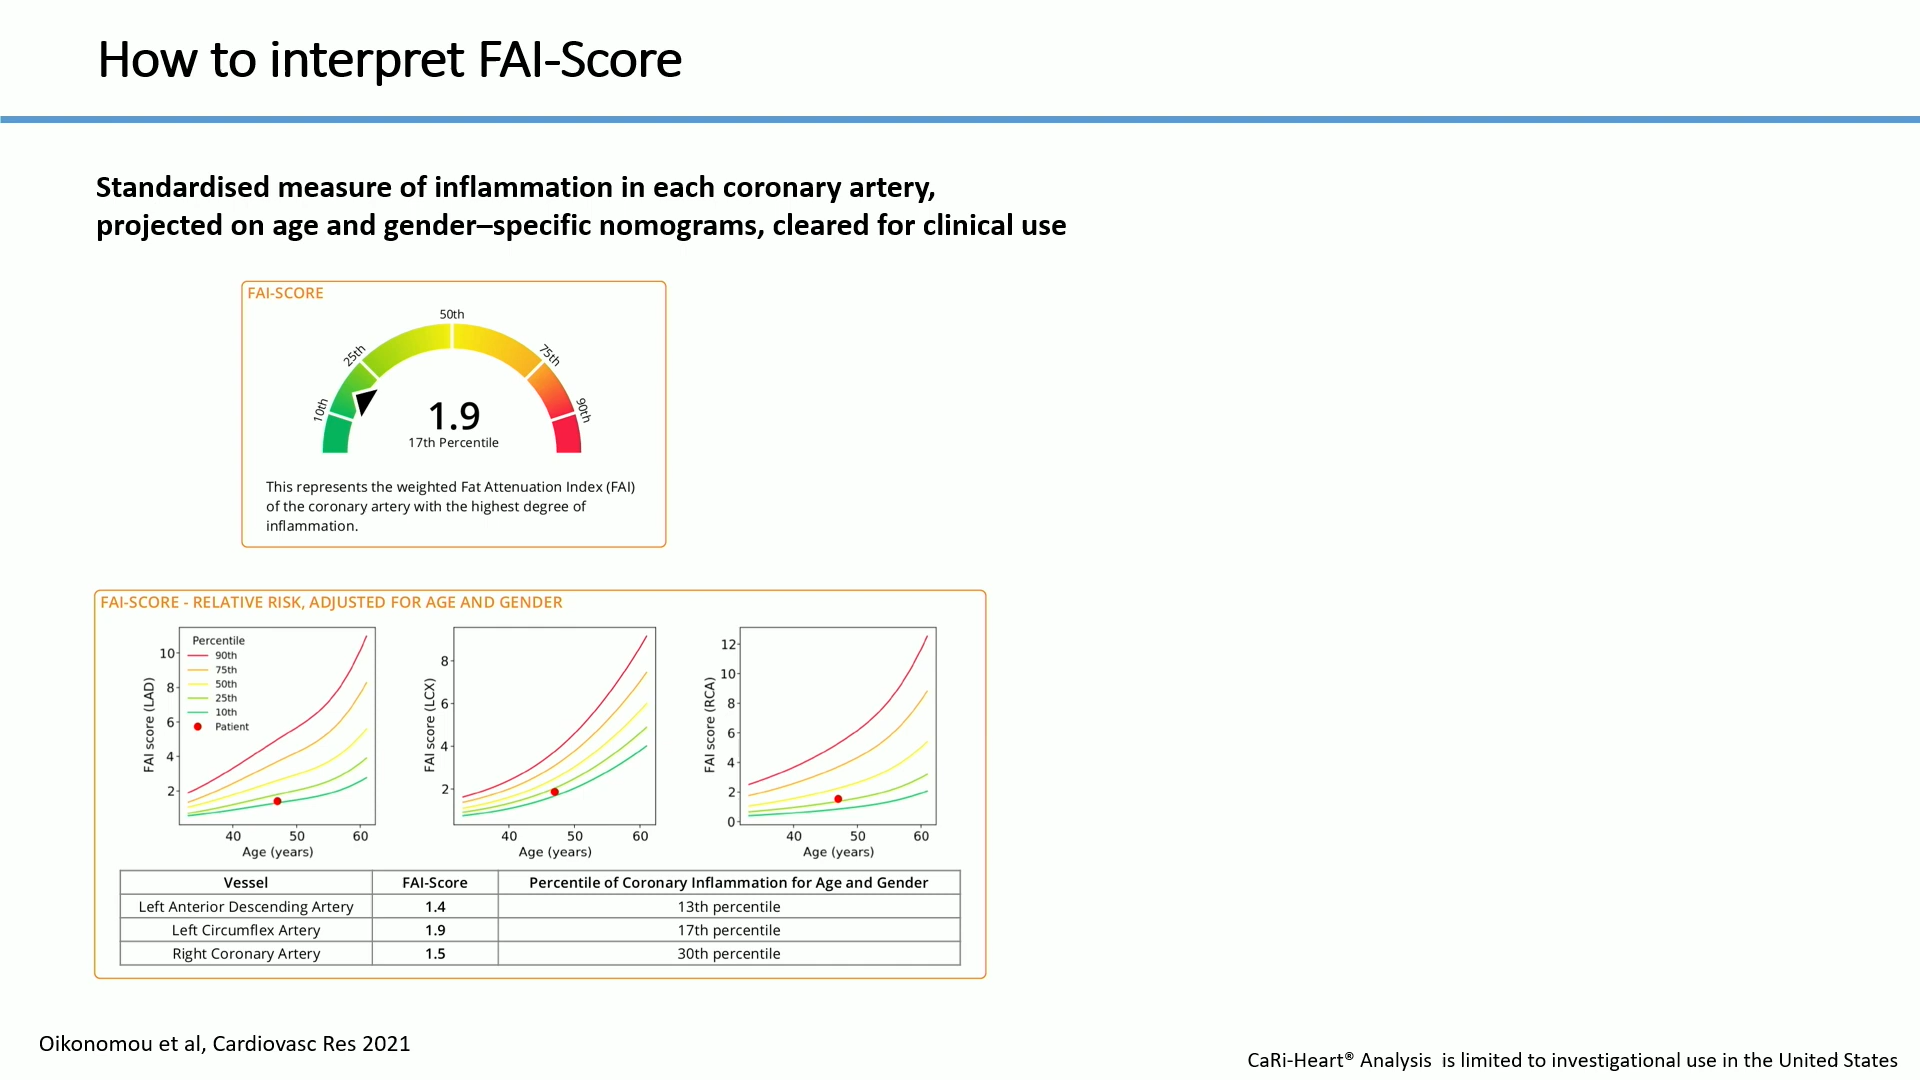 How to interpret FAI-Score
Standardised measure of inflammation in each coronary artery,
projected on age and gender–specific nomograms, cleared for clinical use
FAI-SCORE
10th
25th
50th
75th
90th
1.9
17th Percentile
This represents the weighted Fat Attenuation Index (FAI)
of the coronary artery with the highest degree of
inflammation.
FAI-SCORE - RELATIVE RISK, ADJUSTED FOR AGE AND GENDER
FAI score (LAD)
10
8
6
4
2
Percentile
90th
75th
50th
25th
10th
Patient
40 50 60
Age (years)
FAI score (LCX)
8
6
4
2
40 50 60
Age (years)
FAI score (RCA)
12
10
8
6
4
2
0
40 50 60
Age (years)
Vessel FAI-Score Percentile of Coronary Inflammation for Age and Gender
Left Anterior Descending Artery 1.4 13th percentile
Left Circumflex Artery 1.9 17th percentile
Right Coronary Artery 1.5 30th percentile
Oikonomou et al, Cardiovasc Res 2021
CaRi-Heart® Analysis is limited to investigational use in the United States